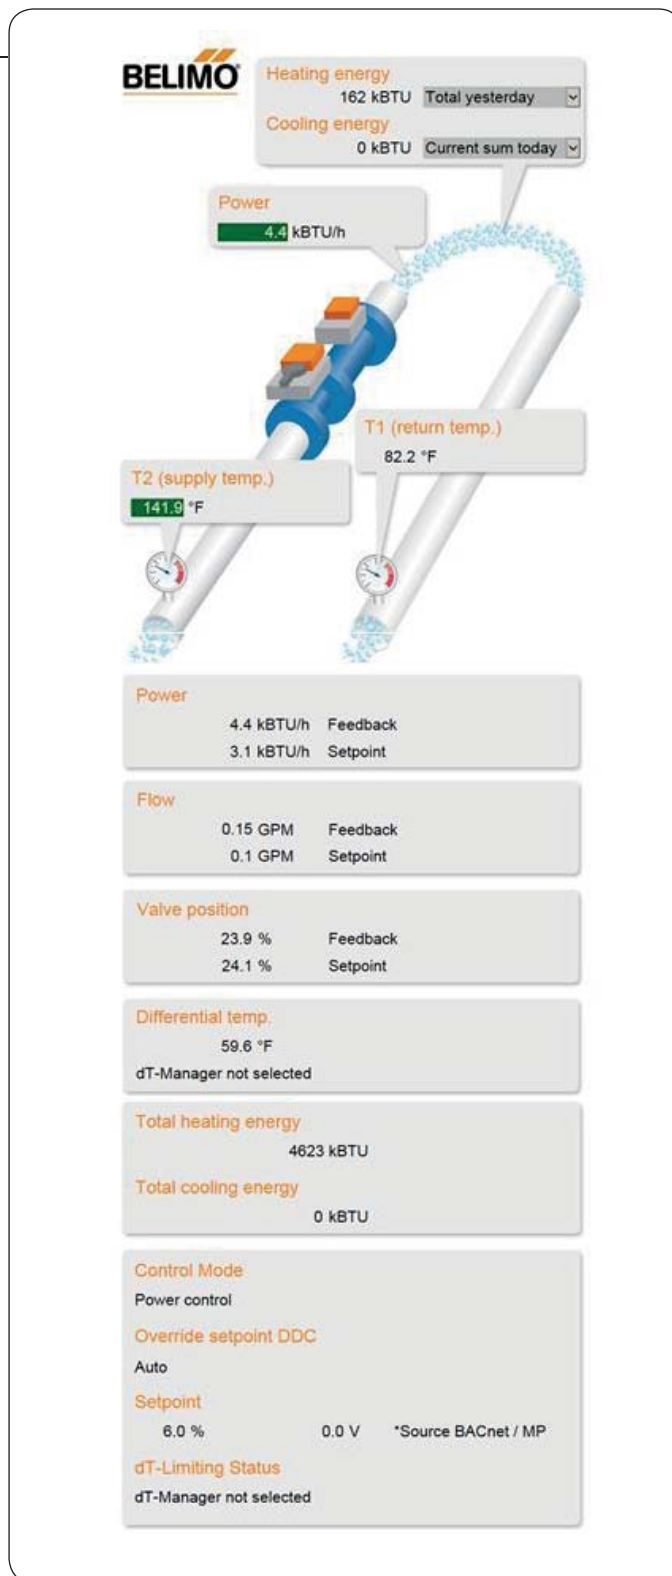 BELIMO
Heating energy
162 kBTU Total yesterday
Cooling energy
0 kBTU Current sum today
Power
4.4 kBTU/h
T1 (return temp.)
82.2 °F
T2 (supply temp.)
141.9 °F
Power
4.4 kBTU/h Feedback
3.1 kBTU/h Setpoint
Flow
0.15 GPM Feedback
0.1 GPM Setpoint
Valve position
23.9 % Feedback
24.1 % Setpoint
Differential temp.
59.6 °F
dT-Manager not selected
Total heating energy
4623 kBTU
Total cooling energy
0 kBTU
Control Mode
Power control
Override setpoint DDC
Auto
Setpoint
6.0 % 0.0 V *Source BACnet / MP
dT-Limiting Status
dT-Manager not selected